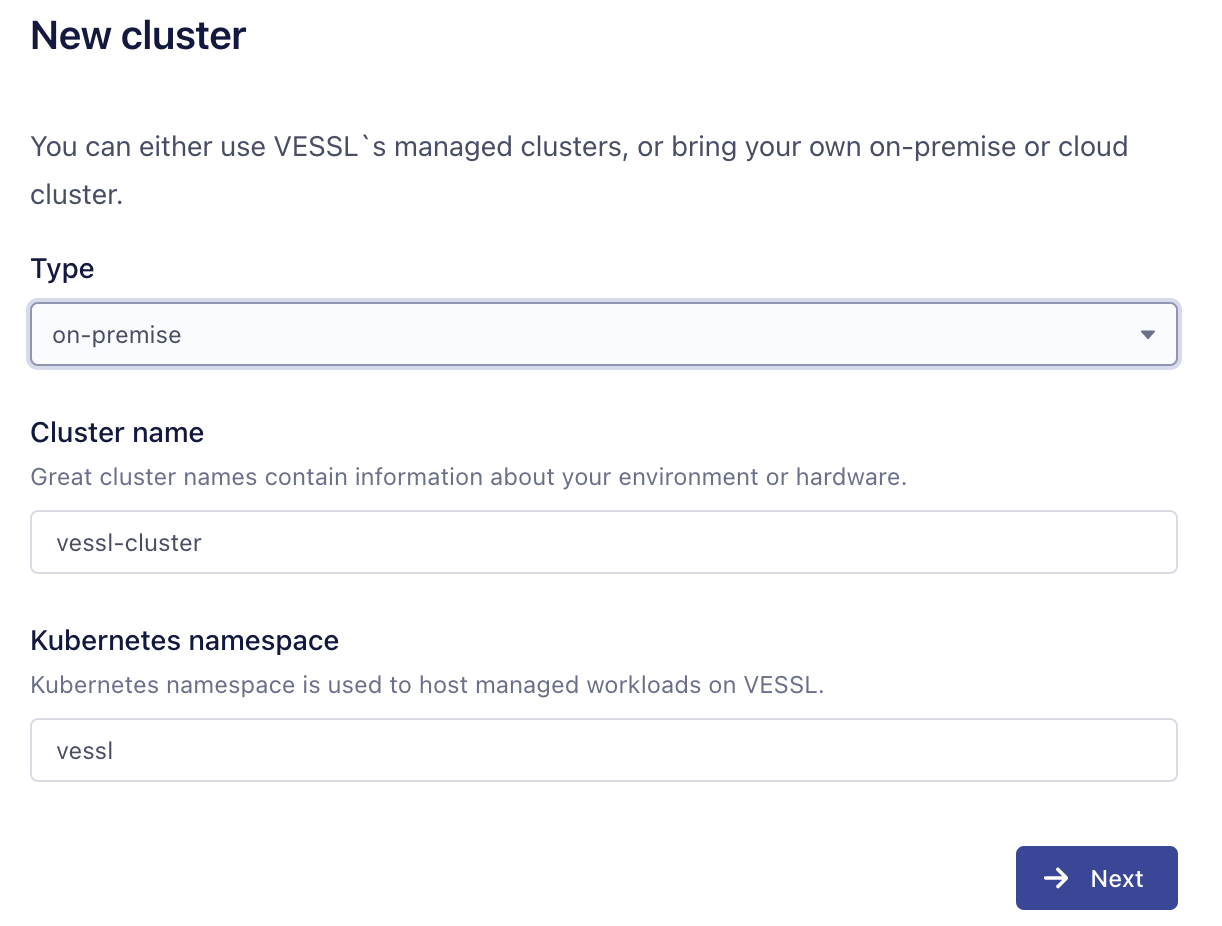 New cluster
You can either use VESSL`s managed clusters, or bring your own on-premise or cloud
cluster.
Type
on-premise
Cluster name
Great cluster names contain information about your environment or hardware.
vessl-cluster
Kubernetes namespace
Kubernetes namespace is used to host managed workloads on VESSL.
vessl
Next